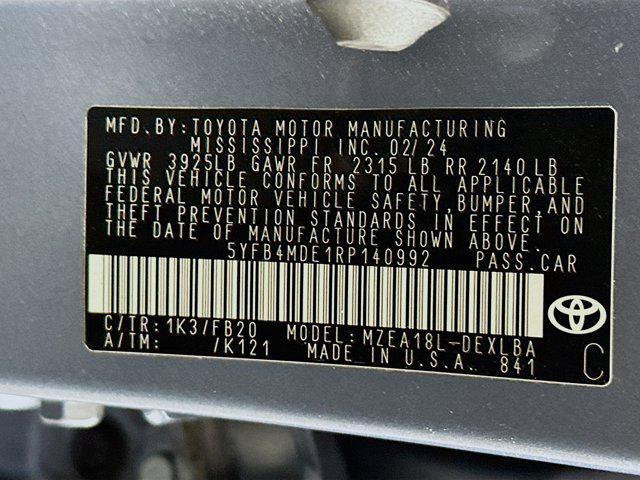 MFD.BY: TOYOTA MOTOR MANUFACTURING
MISSISSIPPI INC. 02/24
GVWR 3925LB GAWR FR 2315 LB RR 2140 LB
THIS VEHICLE CONFORMS TO ALL APPLICABLE
FEDERAL MOTOR VEHICLE SAFETY, BUMPER, AND
THEFT PREVENTION STANDARDS IN EFFECT ON
THE DATE OF MANUFACTURE SHOWN ABOVE.
5YFB4MDE1RP140992 PASS.CAR
C/TR: 1K3/FB20 MODEL: MZEA18L-DEXLBA
A/TM: /K121 MADE IN U.S.A. 841
C